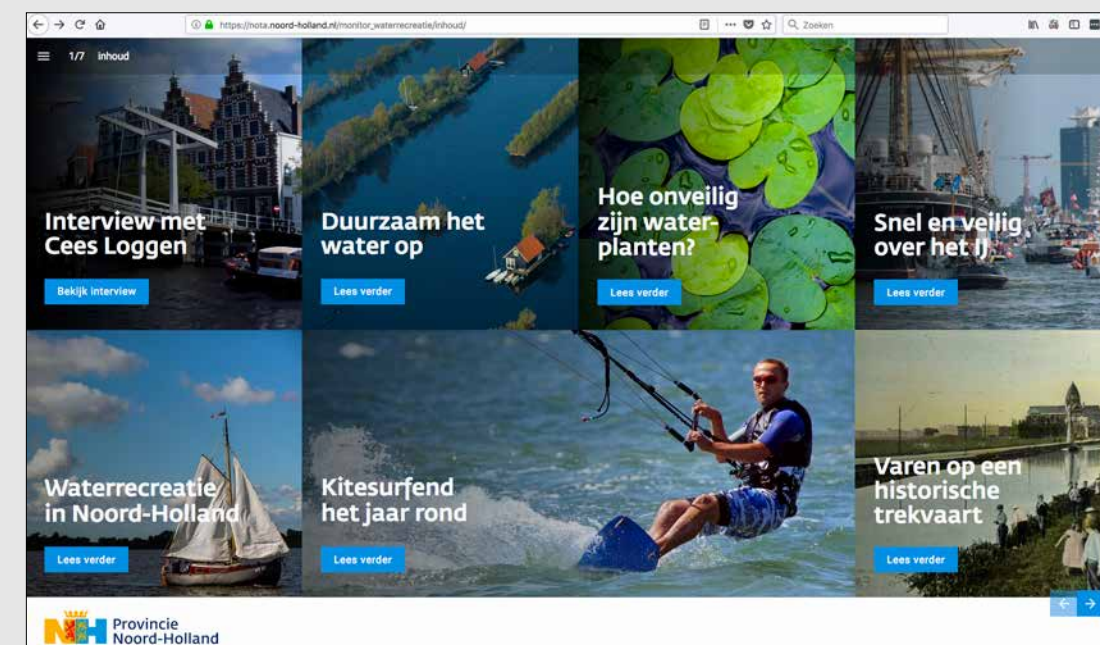 https://nota.noord-holland.nl/monitor_waterrecreatie/inhoud/
Zoeken
1/7 inhoud
Interview met
Cees Loggen
Bekijk interview
Duurzaam het
water op
Lees verder
Hoe onveilig
zijn water-
planten?
Lees verder
Snel en veilig
over het IJ
Lees verder
Waterrecreatie
in Noord-Holland
Lees verder
Kitesurfend
het jaar rond
Lees verder
Varen op een
historische
trekvaart
Lees verder
NH
Provincie
Noord-Holland